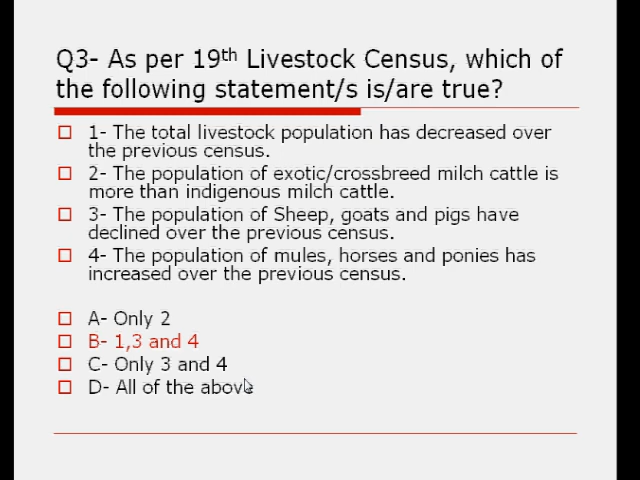 Q3- As per 19th Livestock Census, which of
the following statement/s is/are true?
1- The total livestock population has decreased over
the previous census.
2- The population of exotic/crossbreed milch cattle is
more than indigenous milch cattle.
3- The population of Sheep, goats and pigs have
declined over the previous census.
4- The population of mules, horses and ponies has
increased over the previous census.
A- Only 2
B- 1,3 and 4
C- Only 3 and 4
D- All of the above